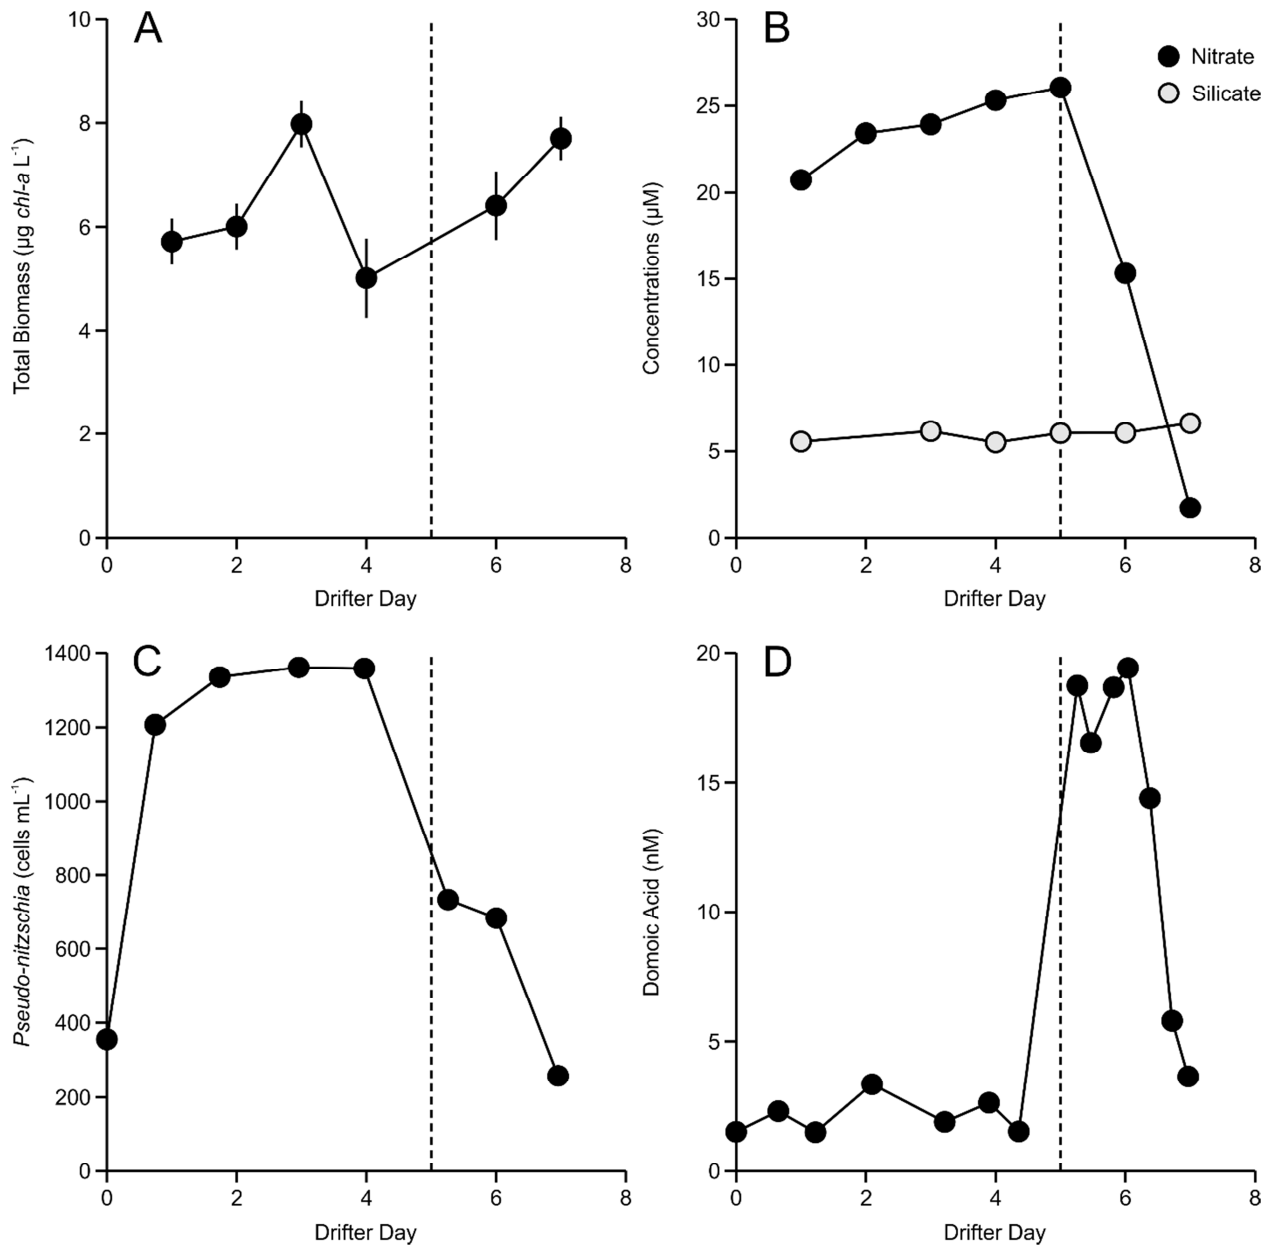 A
10
8
6
4
2
0
Total Biomass (µg chl-a L⁻¹)
0 2 4 6 8
Drifter Day
B
Nitrate
Silicate
30
25
20
15
10
5
0
Concentrations (µM)
0 2 4 6 8
Drifter Day
C
1400
1200
1000
800
600
400
200
0
Pseudo-nitzschia (cells mL⁻¹)
0 2 4 6 8
Drifter Day
D
20
15
10
5
0
Domoic Acid (nM)
0 2 4 6 8
Drifter Day